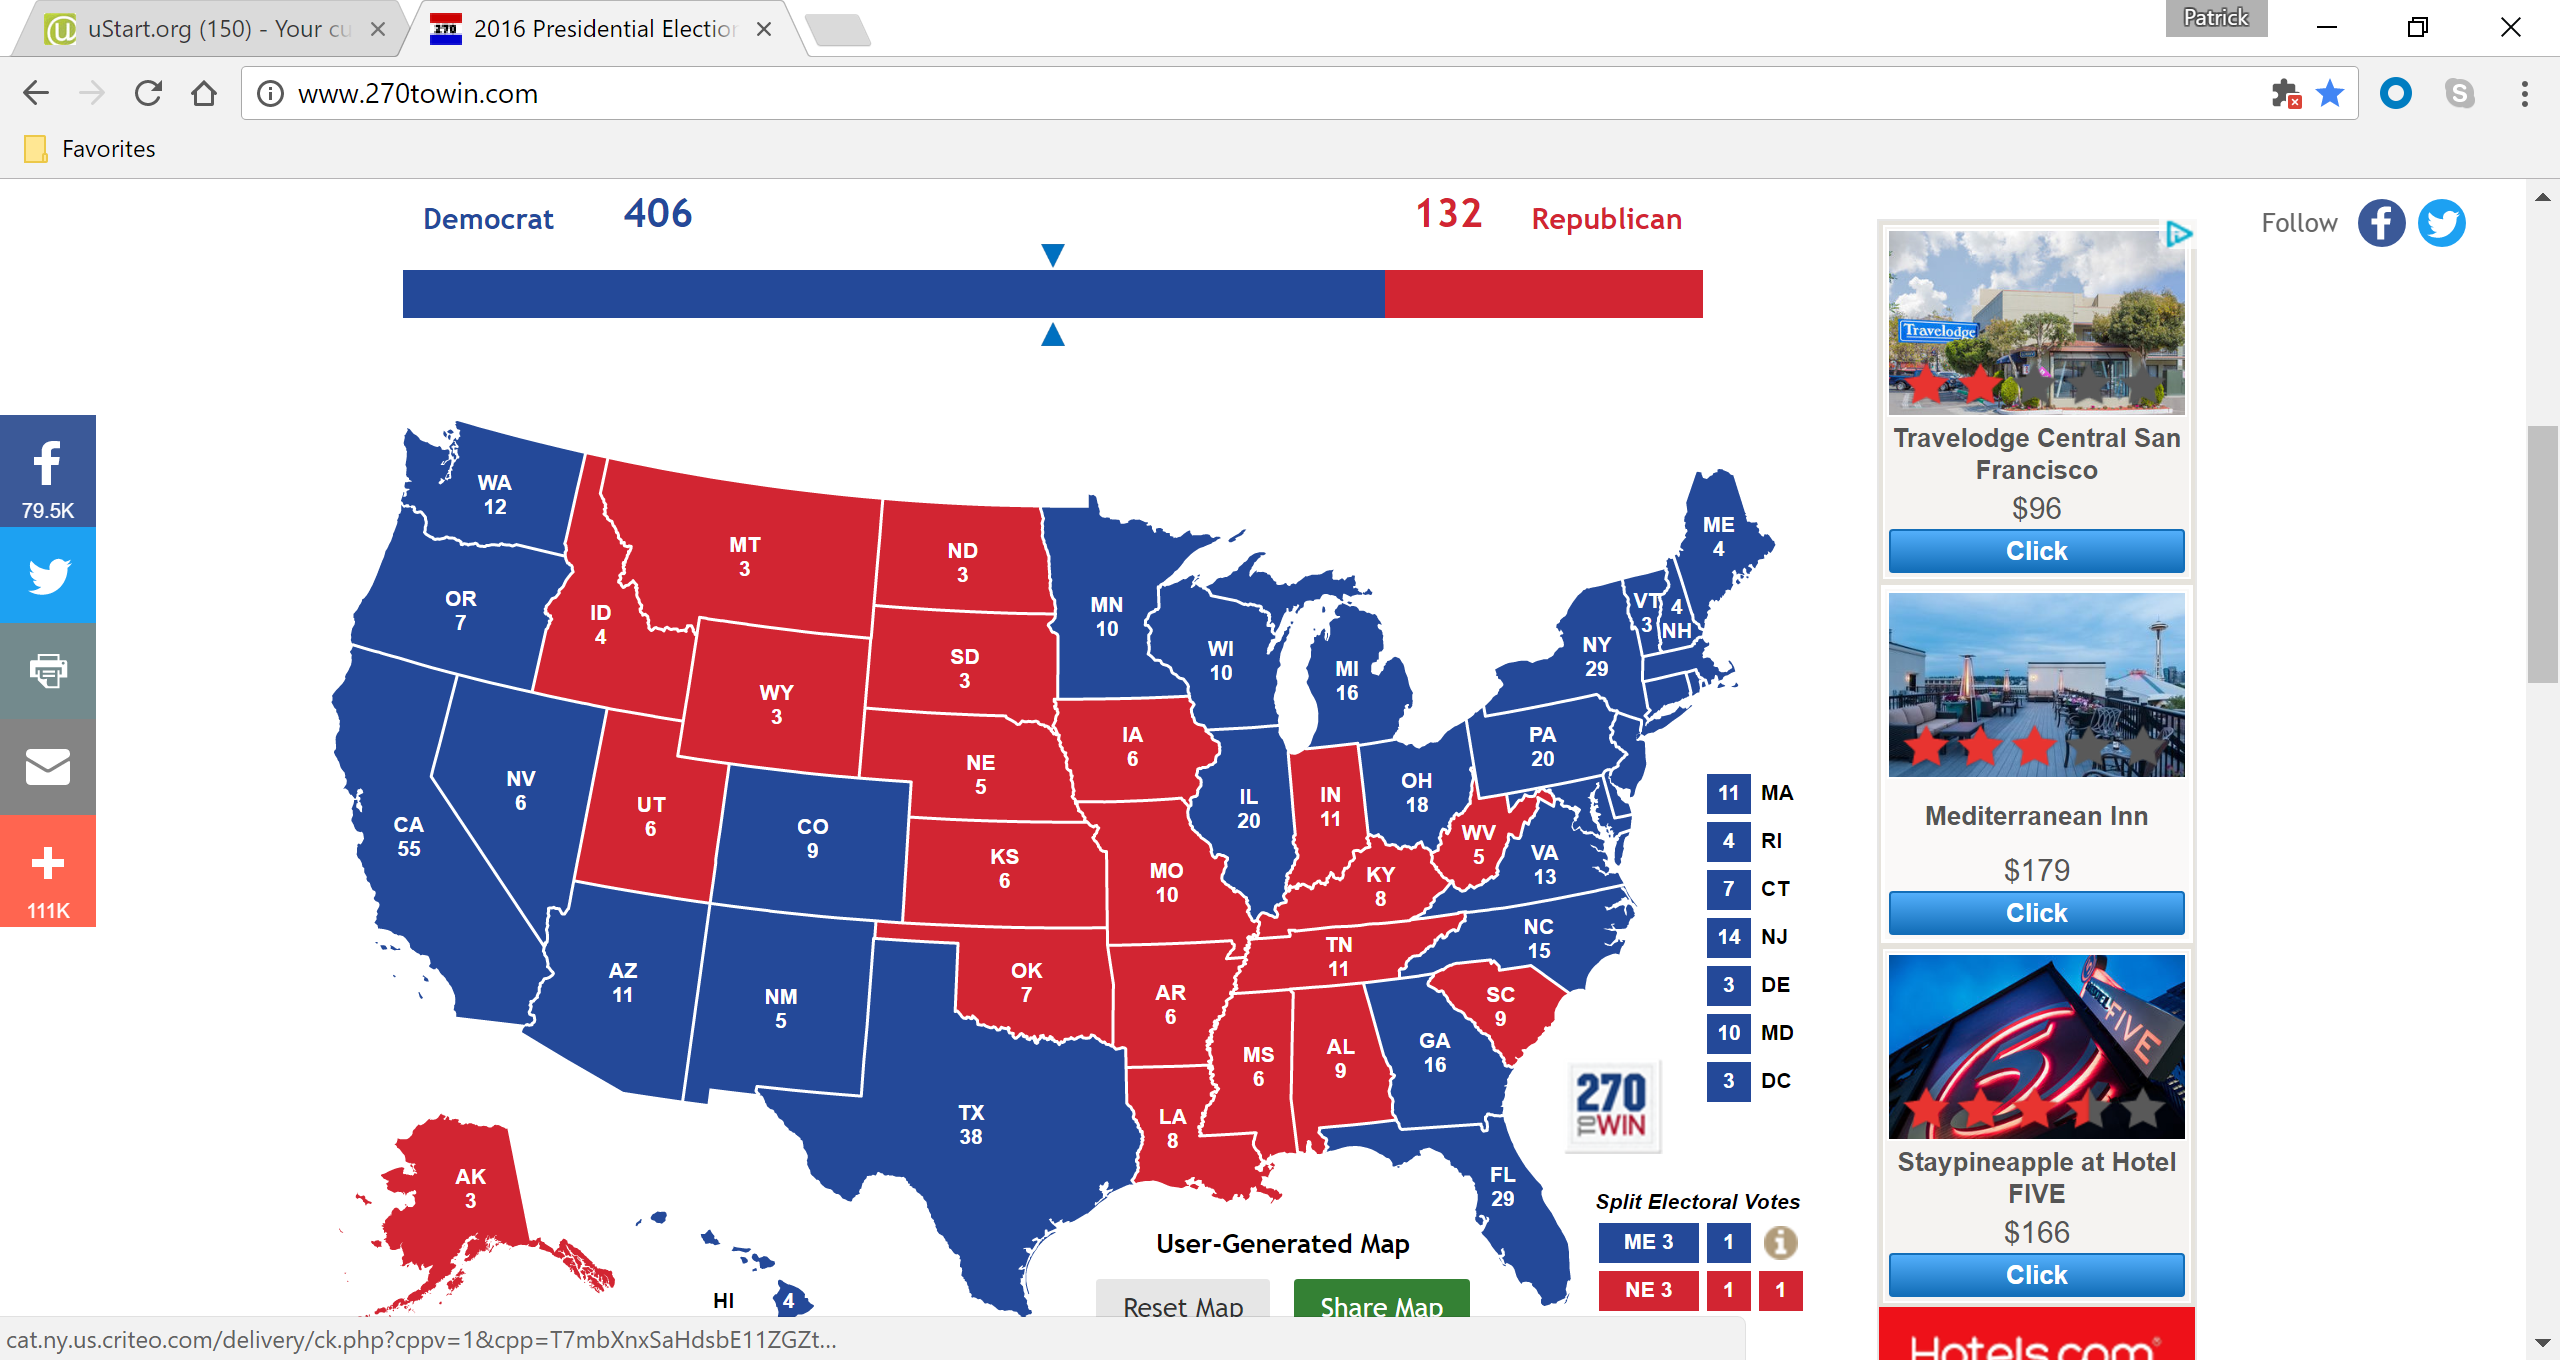 uStart.org (150) - Your cu
2016 Presidential Election
Patrick
www.270towin.com
Favorites
Democrat 406
132 Republican
Follow
79.5K
111K
WA
12
OR
7
CA
55
NV
6
ID
4
MT
3
WY
3
UT
6
AZ
11
CO
9
NM
5
ND
3
SD
3
NE
5
KS
6
OK
7
TX
38
MN
10
IA
6
MO
10
AR
6
LA
8
WI
10
IL
20
MI
16
IN
11
OH
18
KY
8
TN
11
MS
6
AL
9
GA
16
FL
29
SC
9
NC
15
VA
13
WV
5
PA
20
NY
29
VT
3
4
NH
ME
4
AK
3
HI
4
11 MA
4 RI
7 CT
14 NJ
3 DE
10 MD
3 DC
270
TO WIN
Split Electoral Votes
ME 3 1
NE 3 1 1
User-Generated Map
Reset Map
Share Map
Travelodge
Travelodge Central San
Francisco
$96
Click
Mediterranean Inn
$179
Click
FIVE
Staypineapple at Hotel
FIVE
$166
Click
Hotels.com
cat.ny.us.criteo.com/delivery/ck.php?cppv=1&cpp=T7mbXnxSaHdsbE11ZGZt...